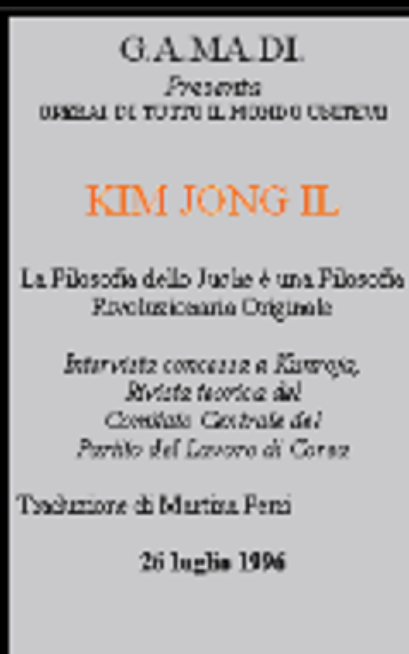 G.A.MA.DI.
Presenta
OPERAI DI TUTTO IL MONDO UNITEVI!
KIM JONG IL
La Filosofia dello Juche è una Filosofia
Rivoluzionaria Originale
Intervista concessa a Kunroja,
Rivista teorica del
Comitato Centrale del
Partito del Lavoro di Corea
Traduzione di Martina
26 luglio 1996